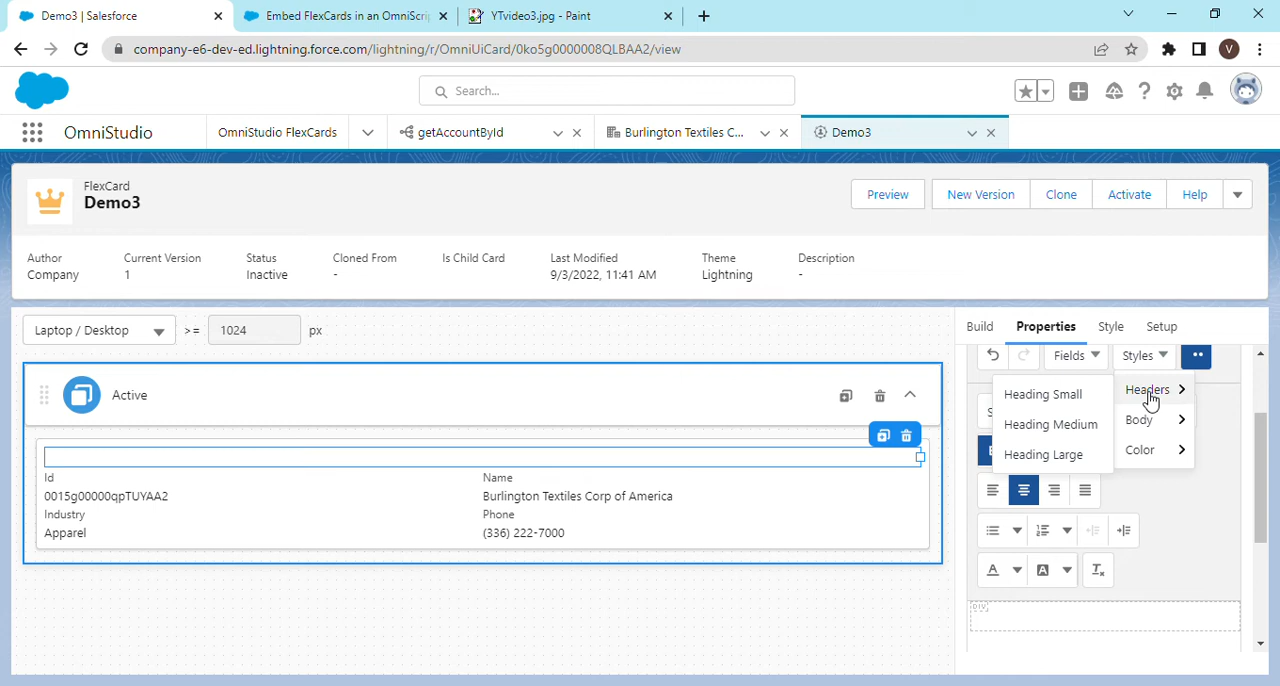 Demo3 | Salesforce
Embed FlexCards in an OmniScrip
YTvideo3.jpg - Paint
company-e6-dev-ed.lightning.force.com/lightning/r/OmniUiCard/0ko5g0000008QLBAA2/view
V
Search...
OmniStudio
OmniStudio FlexCards
getAccountById
Burlington Textiles C...
Demo3
FlexCard
Demo3
Preview
New Version
Clone
Activate
Help
Author
Company
Current Version
1
Status
Inactive
Cloned From
-
Is Child Card
Last Modified
9/3/2022, 11:41 AM
Theme
Lightning
Description
-
Laptop / Desktop
>=
1024
px
Build
Properties
Style
Setup
Fields
Styles
Headers
Body
Color
Heading Small
Heading Medium
Heading Large
DIV
Active
Id
0015g00000qpTUYAA2
Name
Burlington Textiles Corp of America
Industry
Apparel
Phone
(336) 222-7000